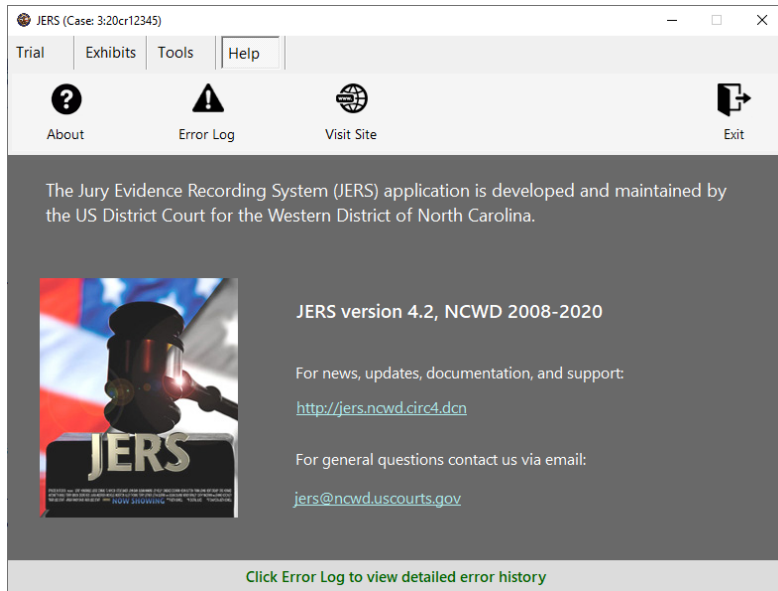 JERS (Case: 3:20cr12345)
Trial Exhibits Tools Help
About Error Log Visit Site Exit
The Jury Evidence Recording System (JERS) application is developed and maintained by
the US District Court for the Western District of North Carolina.
JERS version 4.2, NCWD 2008-2020
For news, updates, documentation, and support:
http://jers.ncwd.circ4.dcn
For general questions contact us via email:
jers@ncwd.uscourts.gov
JERS
NOW SHOWING
Click Error Log to view detailed error history